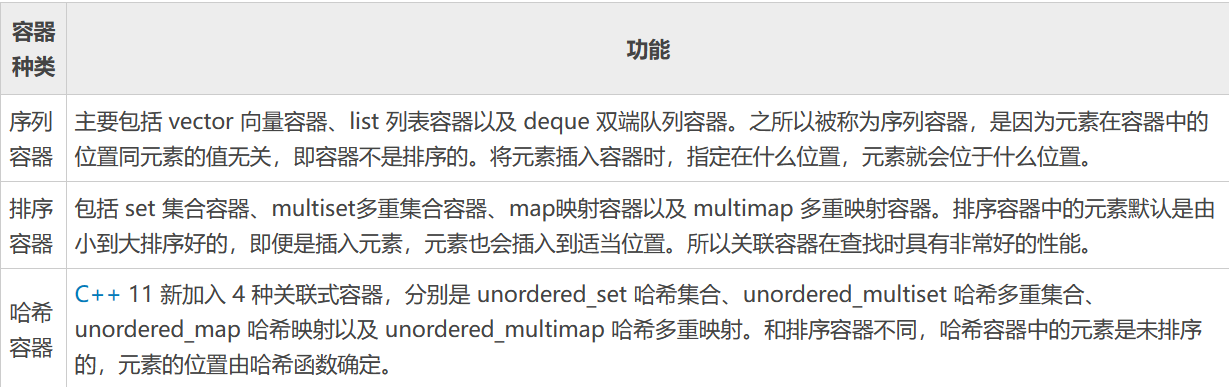 容器
种类
功能
序列
容器
主要包括 vector 向量容器、list 列表容器以及 deque 双端队列容器。之所以被称为序列容器，是因为元素在容器中的
位置同元素的值无关，即容器不是排序的。将元素插入容器时，指定在什么位置，元素就会位于什么位置。
排序
容器
包括 set 集合容器、multiset多重集合容器、map映射容器以及 multimap 多重映射容器。排序容器中的元素默认是由
小到大排序好的，即便是插入元素，元素也会插入到适当位置。所以关联容器在查找时具有非常好的性能。
哈希
容器
C++ 11 新加入 4 种关联式容器，分别是 unordered_set 哈希集合、unordered_multiset 哈希多重集合、
unordered_map 哈希映射以及 unordered_multimap 哈希多重映射。和排序容器不同，哈希容器中的元素是未排序
的，元素的位置由哈希函数确定。